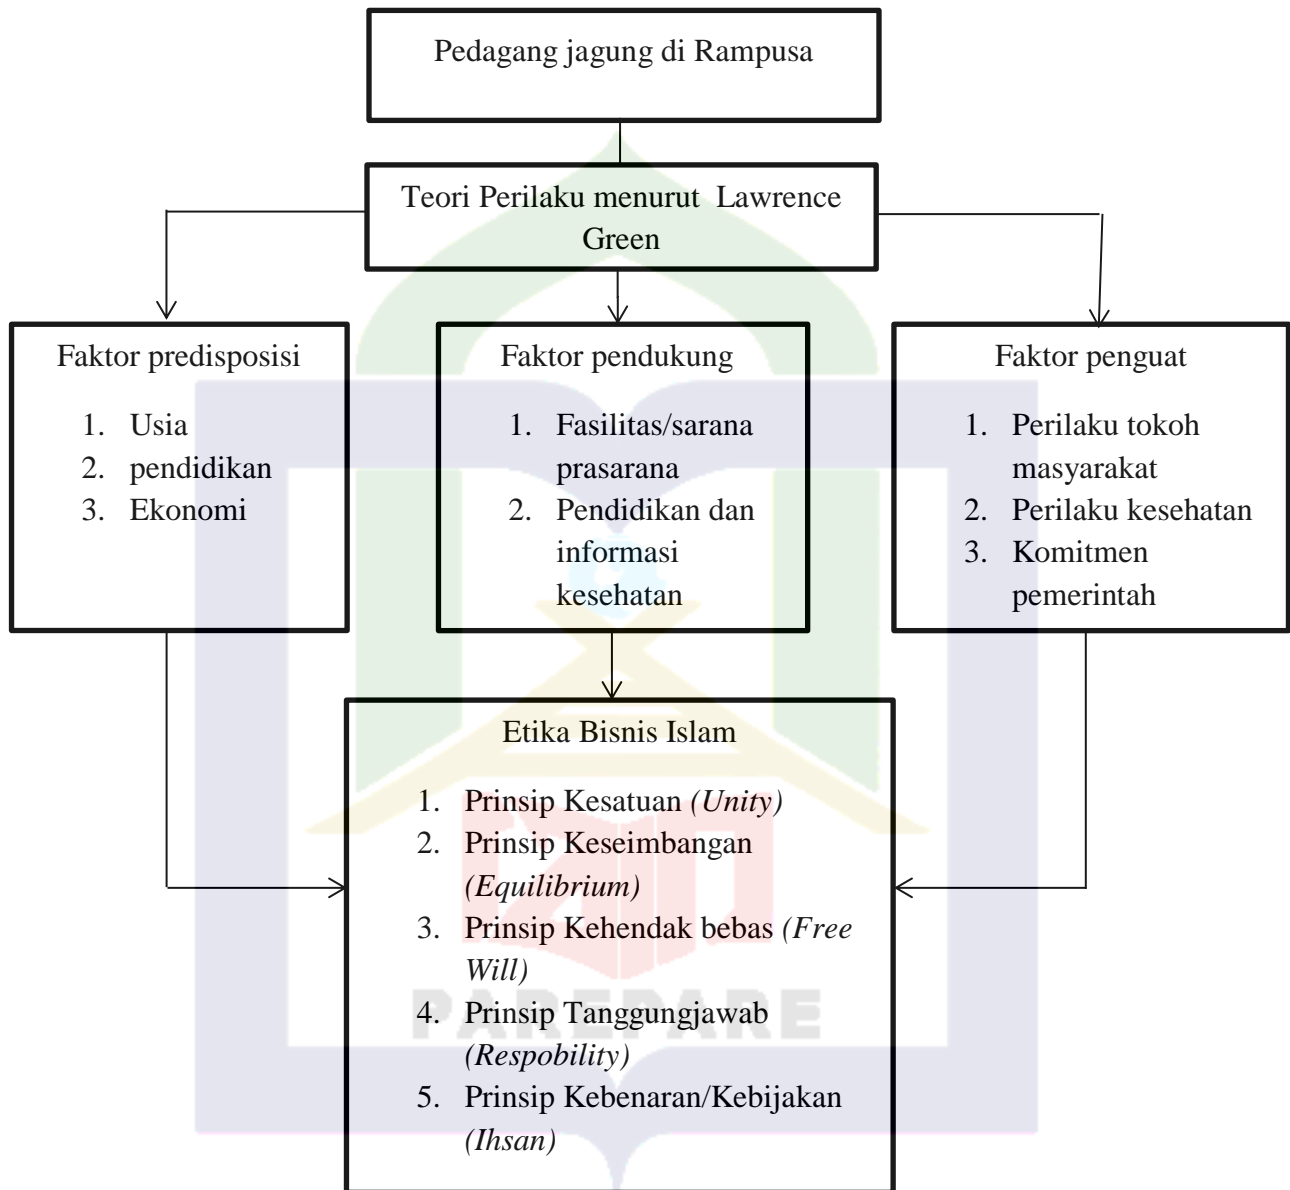 Pedagang jagung di Rampusa
Teori Perilaku menurut Lawrence
Green
Faktor predisposisi
1. Usia
2. pendidikan
3. Ekonomi
Faktor pendukung
1. Fasilitas/sarana
prasarana
2. Pendidikan dan
informasi
kesehatan
Faktor penguat
1. Perilaku tokoh
masyarakat
2. Perilaku kesehatan
3. Komitmen
pemerintah
Etika Bisnis Islam
1. Prinsip Kesatuan (Unity)
2. Prinsip Keseimbangan
(Equilibrium)
3. Prinsip Kehendak bebas (Free
Will)
4. Prinsip Tanggungjawab
(Respobility)
5. Prinsip Kebenaran/Kebijakan
(Ihsan)
PAREPARE